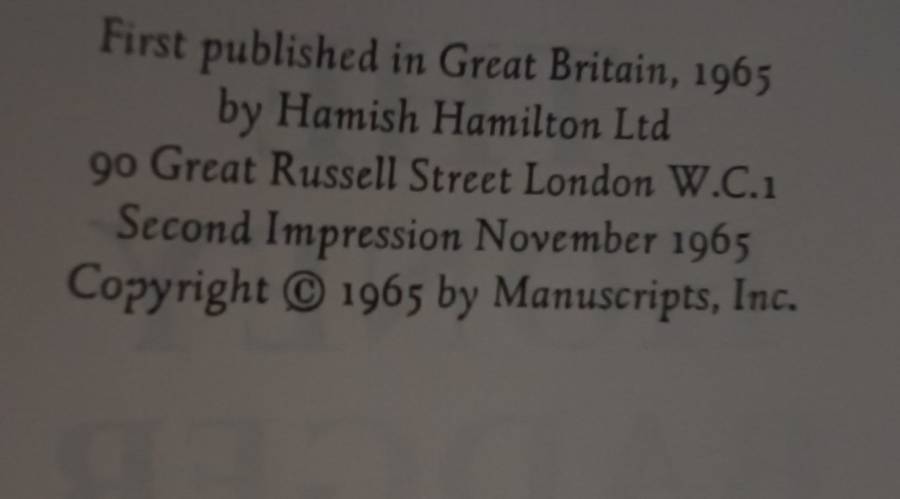 First published in Great Britain, 1965
by Hamish Hamilton Ltd
90 Great Russell Street London W.C.1
Second Impression November 1965
Copyright © 1965 by Manuscripts, Inc.